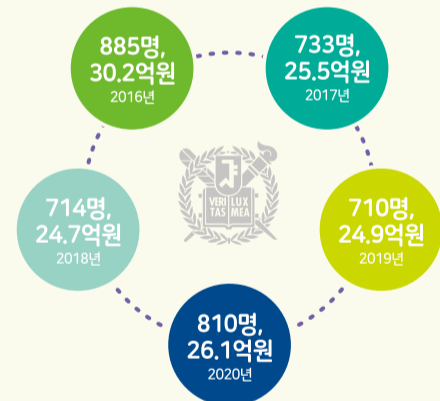 885명,
30.2억원
2016년
733명,
25.5억원
2017년
714명,
24.7억원
2018년
VERI LUX
TAS MEA
710명,
24.9억원
2019년
810명,
26.1억원
2020년